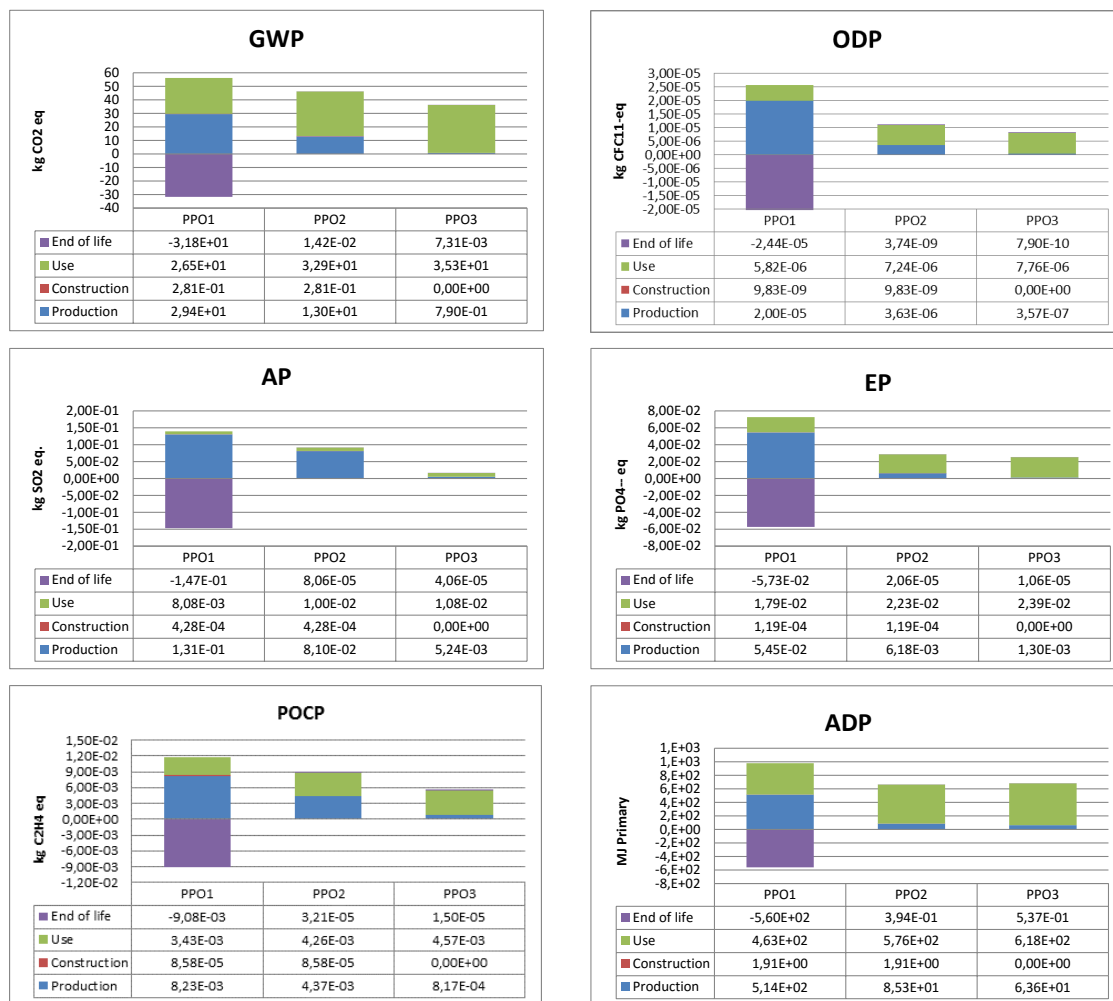 GWP
kg CO2 eq
60
50
40
30
20
10
0
-10
-20
-30
-40
PPO1 PPO2 PPO3
End of life -3,18E+01 1,42E-02 7,31E-03
Use 2,65E+01 3,29E+01 3,53E+01
Construction 2,81E-01 2,81E-01 0,00E+00
Production 2,94E+01 1,30E+01 7,90E-01
ODP
kg CFC11-eq
3,00E-05
2,00E-05
2,00E-05
1,00E-05
5,00E-06
0,00E+00
-5,00E-06
-1,00E-05
-2,00E-05
-2,00E-05
PPO1 PPO2 PPO3
End of life -2,44E-05 3,74E-09 7,90E-10
Use 5,82E-06 7,24E-06 7,76E-06
Construction 9,83E-09 9,83E-09 0,00E+00
Production 2,00E-05 3,63E-06 3,57E-07
AP
kg SO2 eq.
2,00E-01
1,50E-01
1,00E-01
5,00E-02
0,00E+00
-5,00E-02
-1,00E-01
-1,50E-01
-2,00E-01
PPO1 PPO2 PPO3
End of life -1,47E-01 8,06E-05 4,06E-05
Use 8,08E-03 1,00E-02 1,08E-02
Construction 4,28E-04 4,28E-04 0,00E+00
Production 1,31E-01 8,10E-02 5,24E-03
EP
kg PO4-- eq
8,00E-02
6,00E-02
4,00E-02
2,00E-02
0,00E+00
-2,00E-02
-4,00E-02
-6,00E-02
-8,00E-02
PPO1 PPO2 PPO3
End of life -5,73E-02 2,06E-05 1,06E-05
Use 1,79E-02 2,23E-02 2,39E-02
Construction 1,19E-04 1,19E-04 0,00E+00
Production 5,45E-02 6,18E-03 1,30E-03
POCP
kg C2H4 eq
1,50E-02
1,20E-02
9,00E-03
6,00E-03
3,00E-03
0,00E+00
-3,00E-03
-6,00E-03
-9,00E-03
-1,20E-02
PPO1 PPO2 PPO3
End of life -9,08E-03 3,21E-05 1,50E-05
Use 3,43E-03 4,26E-03 4,57E-03
Construction 8,58E-05 8,58E-05 0,00E+00
Production 8,23E-03 4,37E-03 8,17E-04
ADP
MJ Primary
1,E+03
1,E+03
8,E+02
6,E+02
4,E+02
2,E+02
0,E+00
-2,E+02
-4,E+02
-6,E+02
-8,E+02
PPO1 PPO2 PPO3
End of life -5,60E+02 3,94E-01 5,37E-01
Use 4,63E+02 5,76E+02 6,18E+02
Construction 1,91E+00 1,91E+00 0,00E+00
Production 5,14E+02 8,53E+01 6,36E+01